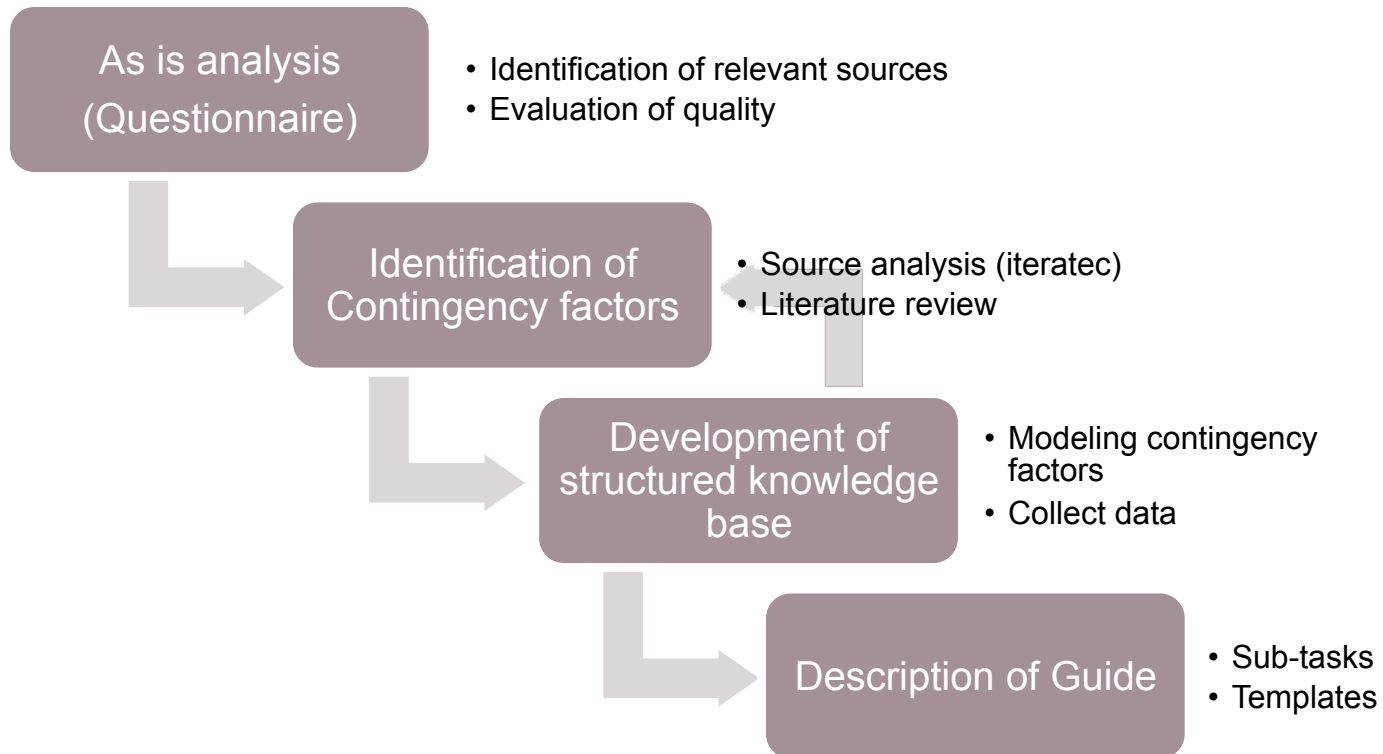 As is analysis
(Questionnaire)
• Identification of relevant sources
• Evaluation of quality
Identification of
Contingency factors
• Source analysis (iteratec)
• Literature review
Development of
structured knowledge
base
• Modeling contingency
factors
• Collect data
Description of Guide
• Sub-tasks
• Templates